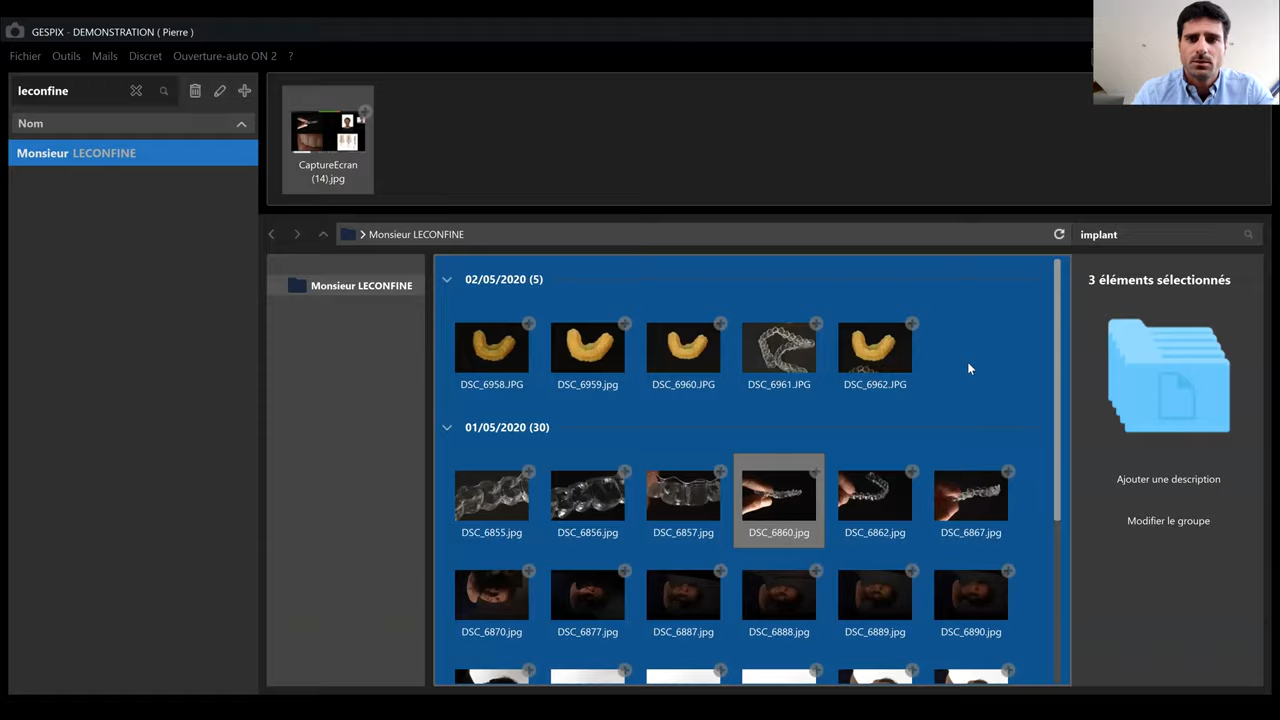 GESPIX - DEMONSTRATION ( Pierre )
Fichier Outils Mails Discret Ouverture-auto ON 2 ?
leconfine
Nom
Monsieur LECONFINE
CaptureEcran
(14).jpg
Monsieur LECONFINE
implant
Monsieur LECONFINE
02/05/2020 (5)
DSC_6958.JPG DSC_6959.jpg DSC_6960.JPG DSC_6961.JPG DSC_6962.JPG
01/05/2020 (30)
DSC_6855.jpg DSC_6856.jpg DSC_6857.jpg DSC_6860.jpg DSC_6862.jpg DSC_6867.jpg
DSC_6870.jpg DSC_6877.jpg DSC_6887.jpg DSC_6888.jpg DSC_6889.jpg DSC_6890.jpg
3 éléments sélectionnés
Ajouter une description
Modifier le groupe